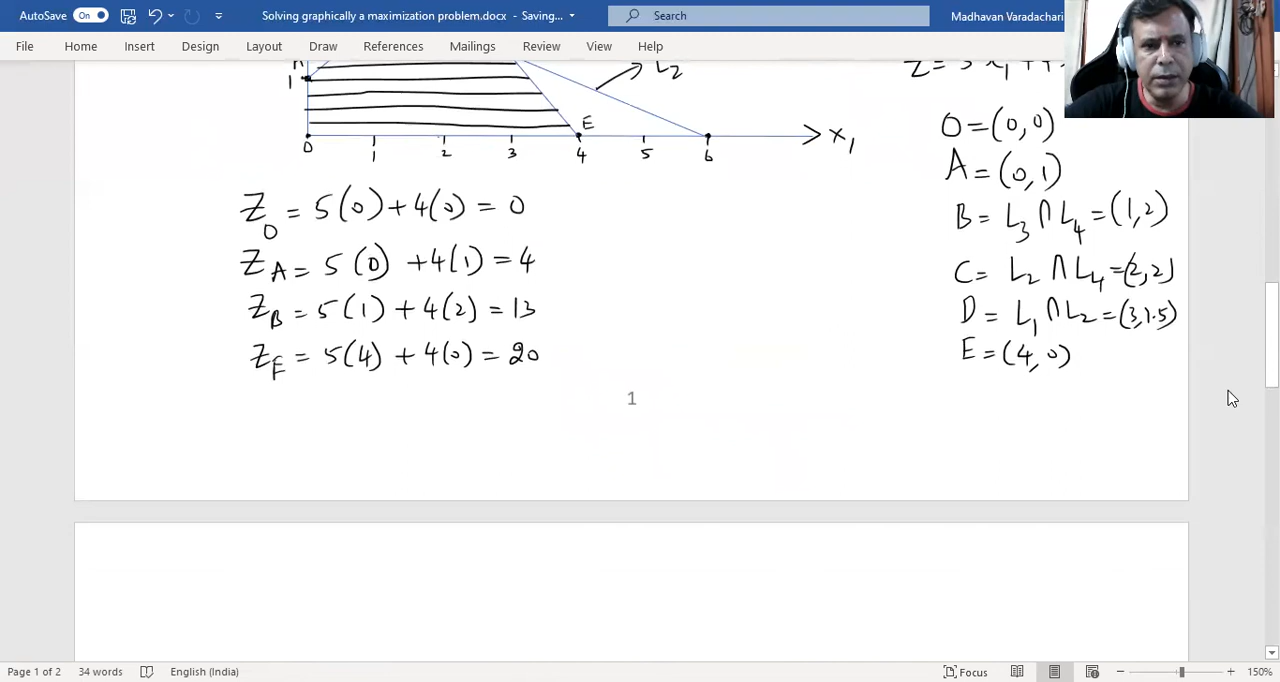 AutoSave On Solving graphically a maximization problem.docx - Saving... Search Madhavan Varadachari
File Home Insert Design Layout References Mailings Review View Help
L2
1
E
0 1 2 3 4 5 6 x1
O = (0,0)
A = (0,1)
B = L3 ∩ L4 = (1,2)
C = L2 ∩ L4 = (2,2)
D = L1 ∩ L2 = (3,1.5)
E = (4,0)
ZO = 5(0)+4(0) = 0
ZA = 5(0) +4(1) = 4
ZB = 5(1) + 4(2) = 13
ZE = 5(4) + 4(0) = 20
1
Page 1 of 2 34 words English (India) Focus 150%